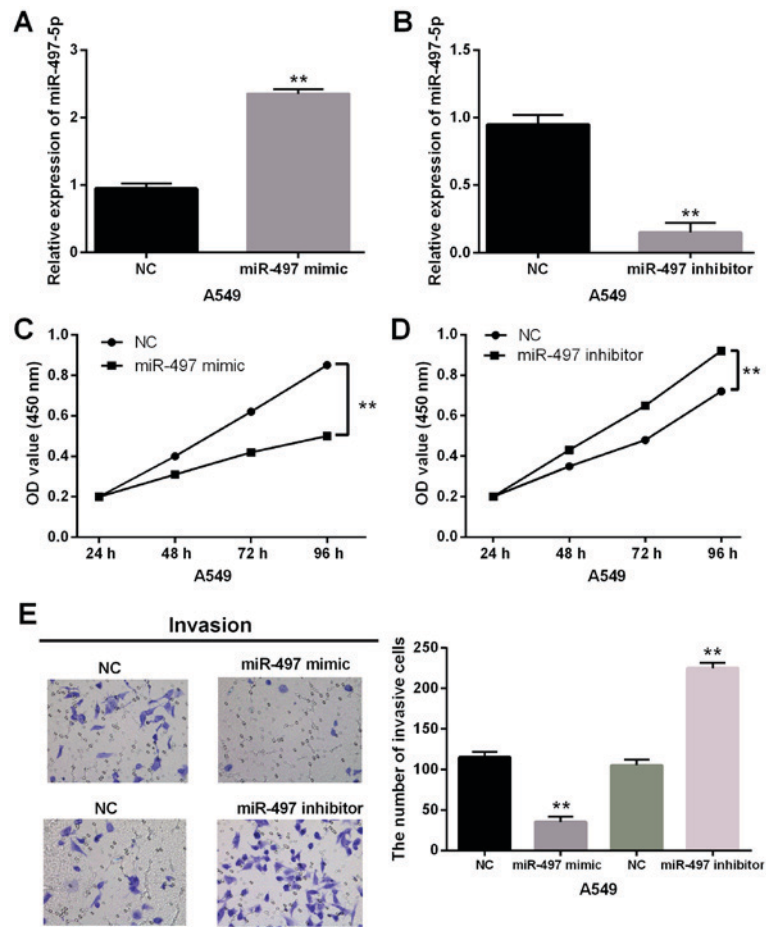 A
Relative expression of miR-497-5p
3
2
1
0
**
NC
miR-497 mimic
A549
B
Relative expression of miR-497-5p
1.5
1.0
0.5
0.0
**
NC
miR-497 inhibitor
A549
C
OD value (450 nm)
1.0
0.8
0.6
0.4
0.2
0.0
NC
miR-497 mimic
**
24 h 48 h 72 h 96 h
A549
D
OD value (450 nm)
1.0
0.8
0.6
0.4
0.2
0.0
NC
miR-497 inhibitor
**
24 h 48 h 72 h 96 h
A549
E
Invasion
NC miR-497 mimic
NC miR-497 inhibitor
The number of invasive cells
250
200
150
100
50
0
**
**
NC miR-497 mimic NC miR-497 inhibitor
A549